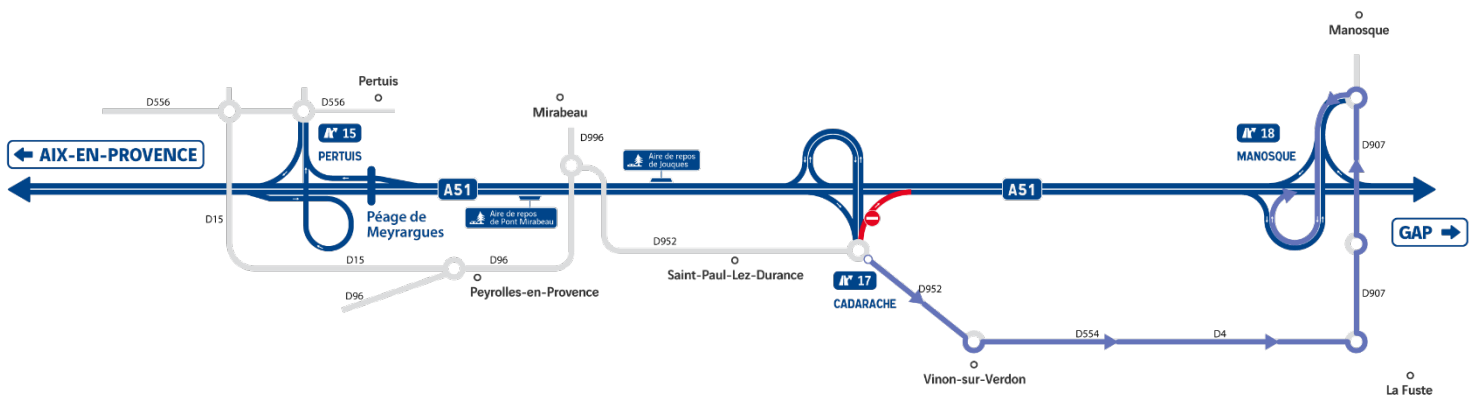 Manosque
Pertuis
D556
D556
Mirabeau
15
PERTUIS
D996
18
MANOSQUE
D907
AIX-EN-PROVENCE
Aire de repos
de Jouques
A51
A51
Péage de
Meyrargues
Aire de repos
de Pont Mirabeau
D15
GAP
D952
D15
D96
Saint-Paul-Lez-Durance
17
CADARACHE
D952
D96
Peyrolles-en-Provence
D907
D554
D4
Vinon-sur-Verdon
La Fuste